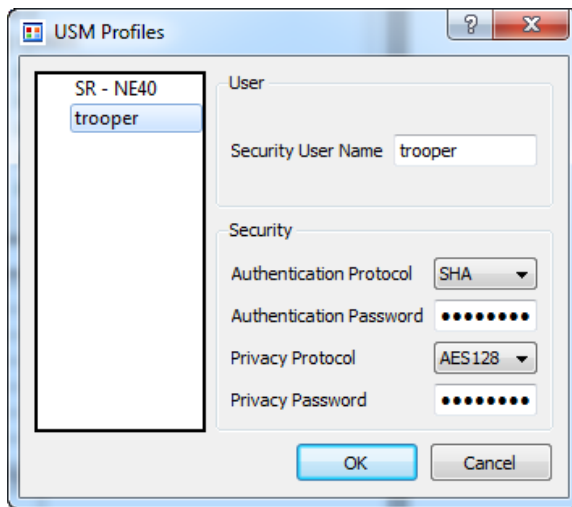 USM Profiles
SR - NE40
trooper
User
Security User Name trooper
Security
Authentication Protocol SHA
Authentication Password ••••••••
Privacy Protocol AES128
Privacy Password ••••••••
OK Cancel